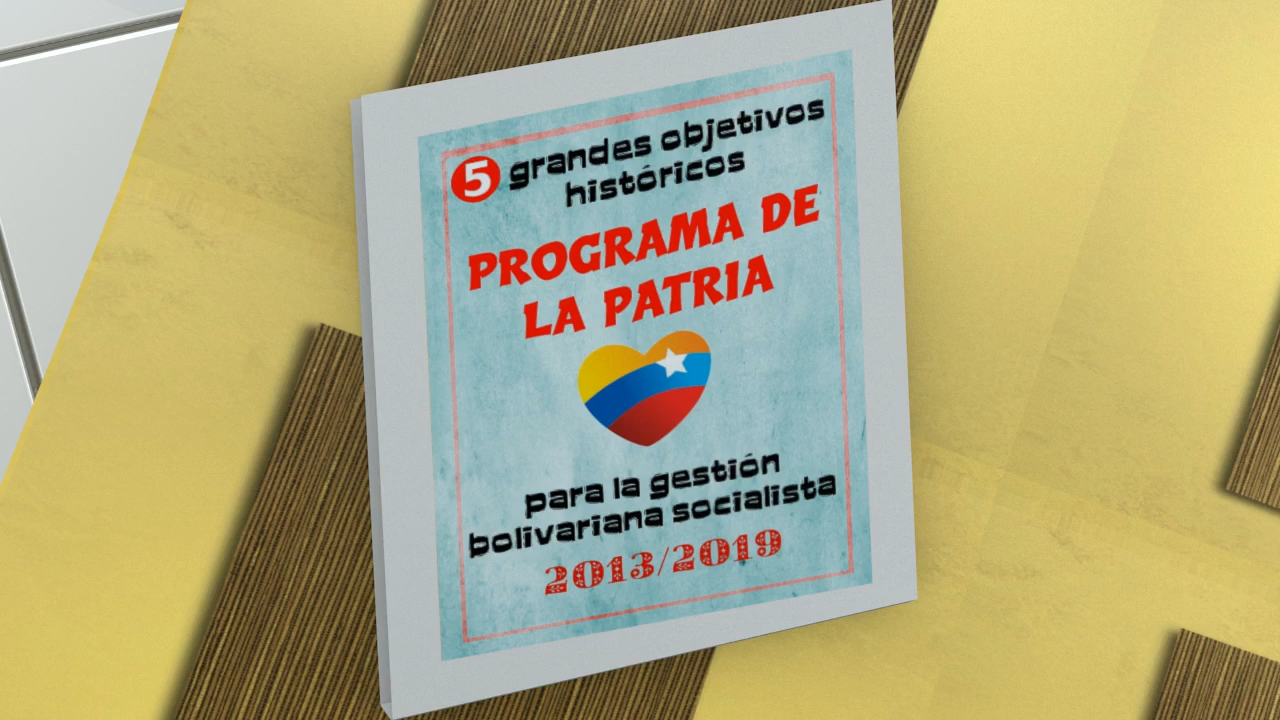 5 grandes objetivos
históricos
PROGRAMA DE
LA PATRIA
para la gestión
bolivariana socialista
2013/2019